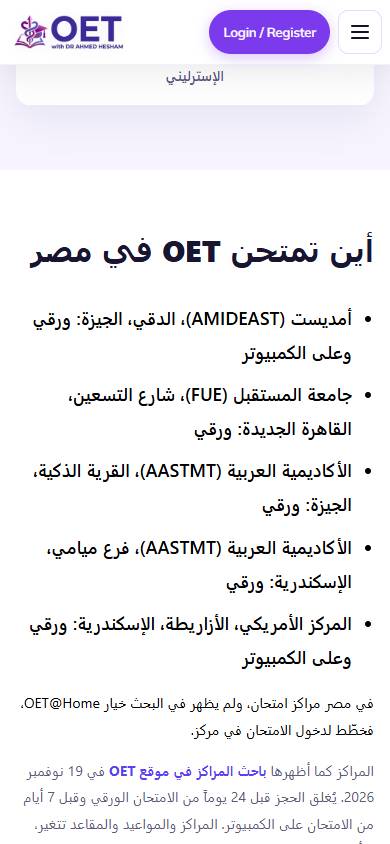 OET
with DR AHMED HESHAM
Login / Register
الإسترليني
أين تمتحن OET في مصر
أمديست (AMIDEAST)، الدقي، الجيزة: ورقي
وعلى الكمبيوتر
جامعة المستقبل (FUE)، شارع التسعين،
القاهرة الجديدة: ورقي
الأكاديمية العربية (AASTMT)، القرية الذكية،
الجيزة: ورقي
الأكاديمية العربية (AASTMT)، فرع ميامي،
الإسكندرية: ورقي
المركز الأمريكي، الأزاريطة، الإسكندرية: ورقي
وعلى الكمبيوتر
في مصر مراكز امتحان، ولم يظهر في البحث خيار OET@Home،
فخطّط لدخول الامتحان في مركز.
المراكز كما أظهرها باحث المراكز في موقع OET في 19 نوفمبر
2026. يُغلق الحجز قبل 24 يوماً من الامتحان الورقي وقبل 7 أيام
من الامتحان على الكمبيوتر. المراكز والمواعيد والمقاعد تتغير،